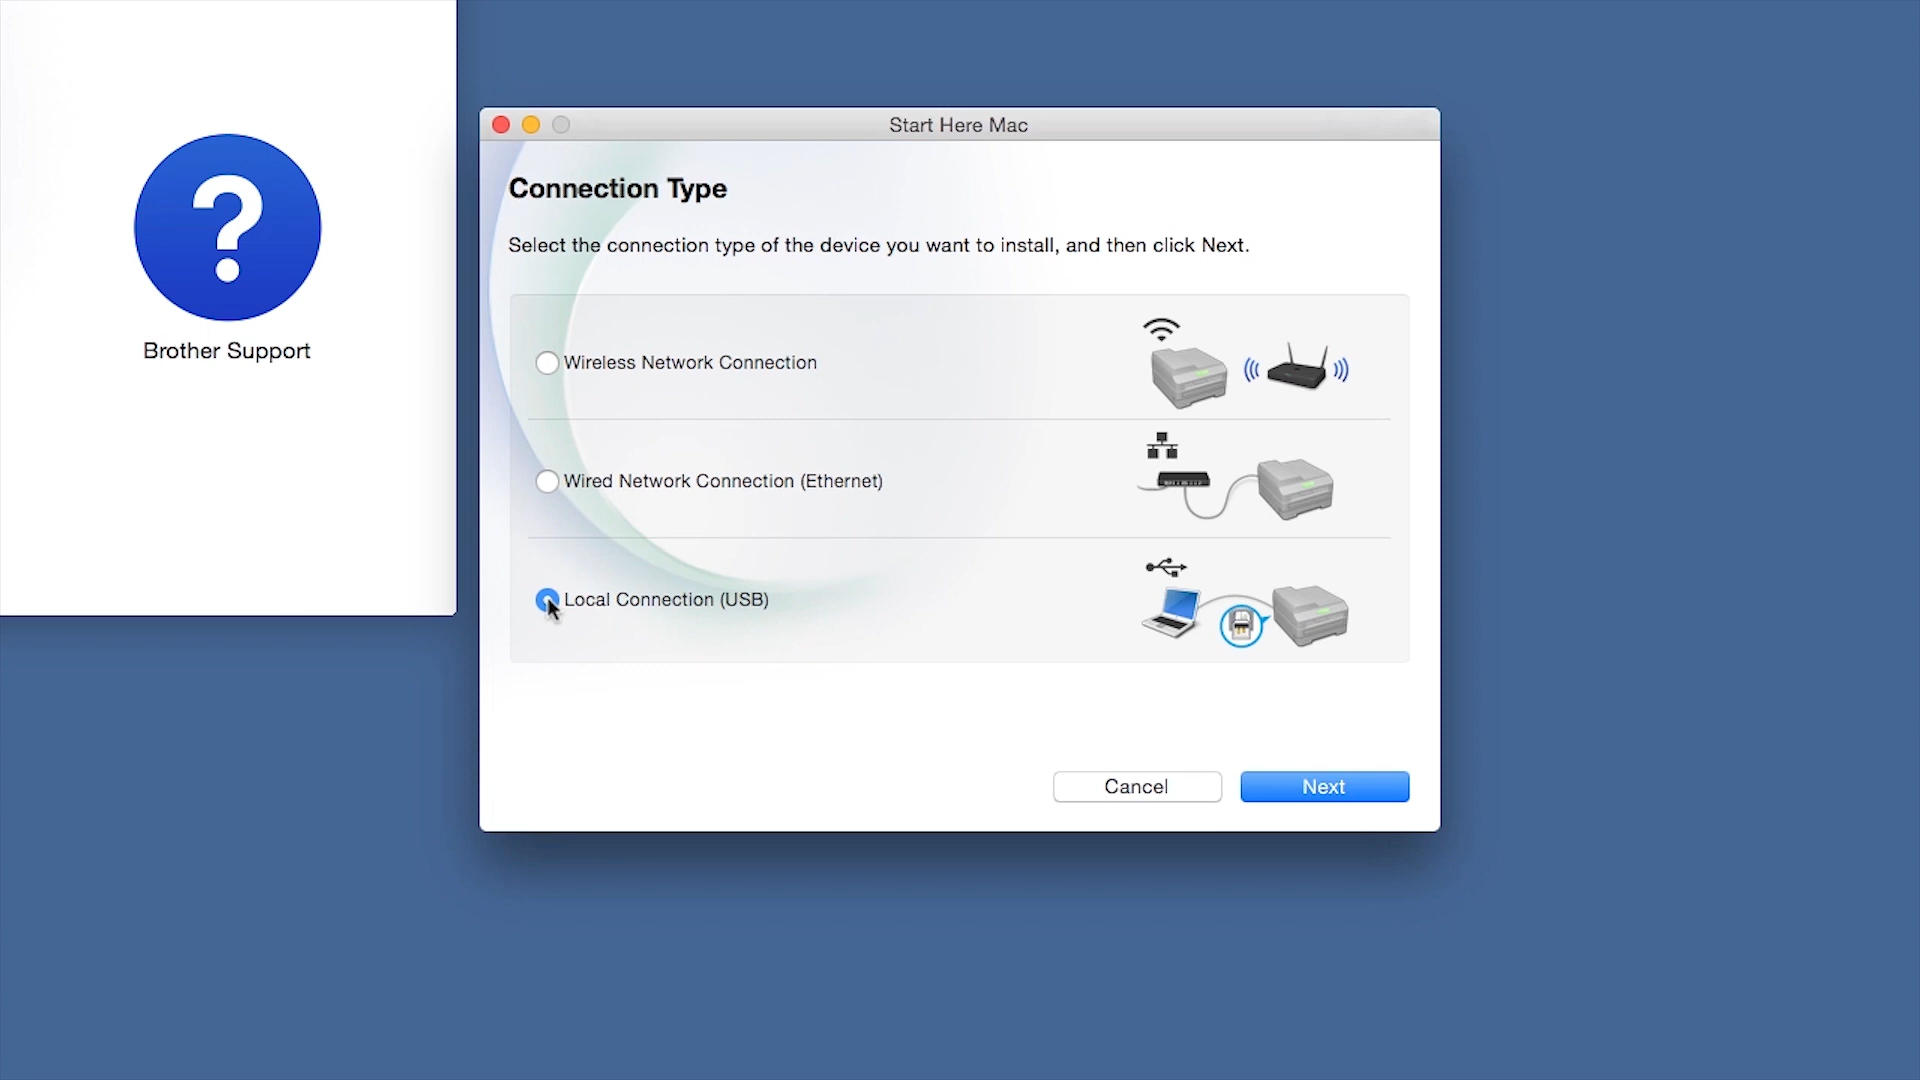 Brother Support
Start Here Mac
Connection Type
Select the connection type of the device you want to install, and then click Next.
Wireless Network Connection
Wired Network Connection (Ethernet)
Local Connection (USB)
Cancel
Next